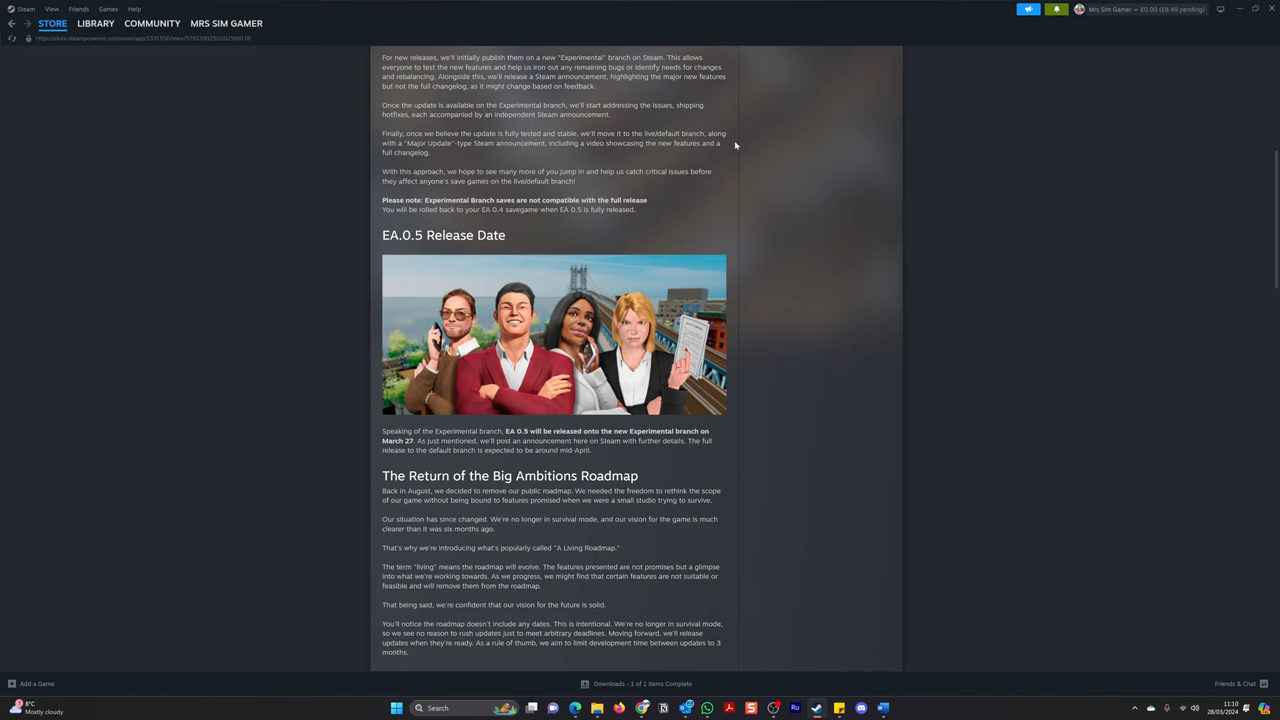 Steam View Friends Games Help
Mrs Sim Gamer £0.00 (£8.49 pending)
STORE LIBRARY COMMUNITY MRS SIM GAMER
https://store.steampowered.com/news/app/1331550/view/5793390250202568176
For new releases, we'll initially publish them on a new "Experimental" branch on Steam. This allows
everyone to test the new features and help us iron out any remaining bugs or identify needs for changes
and rebalancing. Alongside this, we'll release a Steam announcement, highlighting the major new features
but not the full changelog, as it might change based on feedback.
Once the update is available on the Experimental branch, we'll start addressing the issues, shipping
hotfixes, each accompanied by an independent Steam announcement.
Finally, once we believe the update is fully tested and stable, we'll move it to the live/default branch, along
with a "Major Update"-type Steam announcement, including a video showcasing the new features and a
full changelog.
With this approach, we hope to see many more of you jump in and help us catch critical issues before
they affect anyone's save games on the live/default branch!
Please note: Experimental Branch saves are not compatible with the full release
You will be rolled back to your EA 0.4 savegame when EA 0.5 is fully released.
EA.0.5 Release Date
Speaking of the Experimental branch, EA 0.5 will be released onto the new Experimental branch on
March 27. As just mentioned, we'll post an announcement here on Steam with further details. The full
release to the default branch is expected to be around mid-April.
The Return of the Big Ambitions Roadmap
Back in August, we decided to remove our public roadmap. We needed the freedom to rethink the scope
of our game without being bound to features promised when we were a small studio trying to survive.
Our situation has since changed. We're no longer in survival mode, and our vision for the game is much
clearer than it was six months ago.
That's why we're introducing what's popularly called "A Living Roadmap."
The term "living" means the roadmap will evolve. The features presented are not promises but a glimpse
into what we're working towards. As we progress, we might find that certain features are not suitable or
feasible and will remove them from the roadmap.
That being said, we're confident that our vision for the future is solid.
You'll notice the roadmap doesn't include any dates. This is intentional. We're no longer in survival mode,
so we see no reason to rush updates just to meet arbitrary deadlines. Moving forward, we'll release
updates when they're ready. As a rule of thumb, we aim to limit development time between updates to 3
months.
Add a Game
Downloads - 1 of 1 Items Complete
Friends & Chat
8°C
Mostly cloudy
Search
11:10
28/03/2024